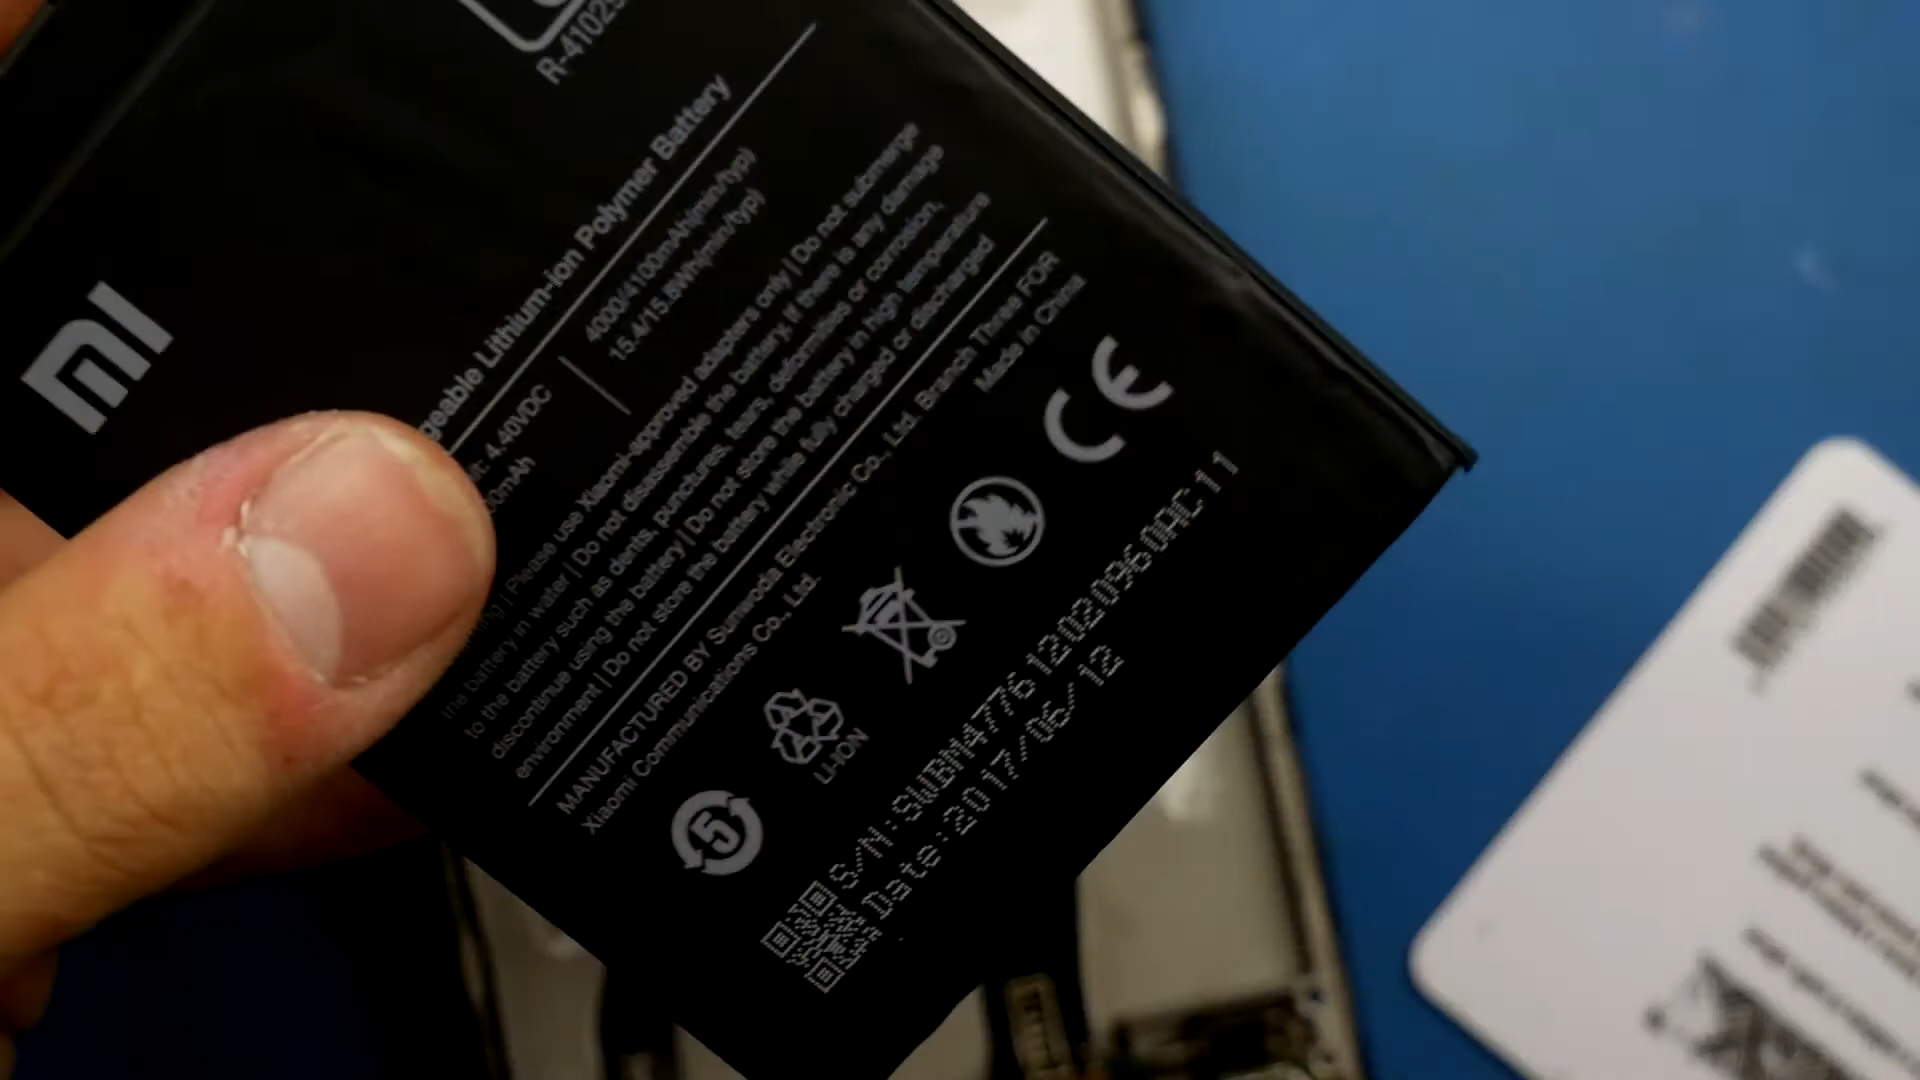 mi
R-4102
geable Lithium-ion Polymer Battery
4.40VDC
4000/4100mAh(min/typ)
15.4/15.8Wh(min/typ)
Please use Xiaomi-approved adapters only | Do not submerge
the battery in water | Do not disassemble the battery. If there is any damage
to the battery such as dents, punctures, tears, deformities or corrosion,
discontinue using the battery | Do not store the battery in high temperature
environment | Do not store the battery while fully charged or discharged
MANUFACTURED BY Sunwoda Electronic Co., Ltd. Branch Three FOR
Xiaomi Communications Co., Ltd.
Made in China
5
LI-ION
CE
S/N:SWBM4776120209600AC11
Date:2017/06/12